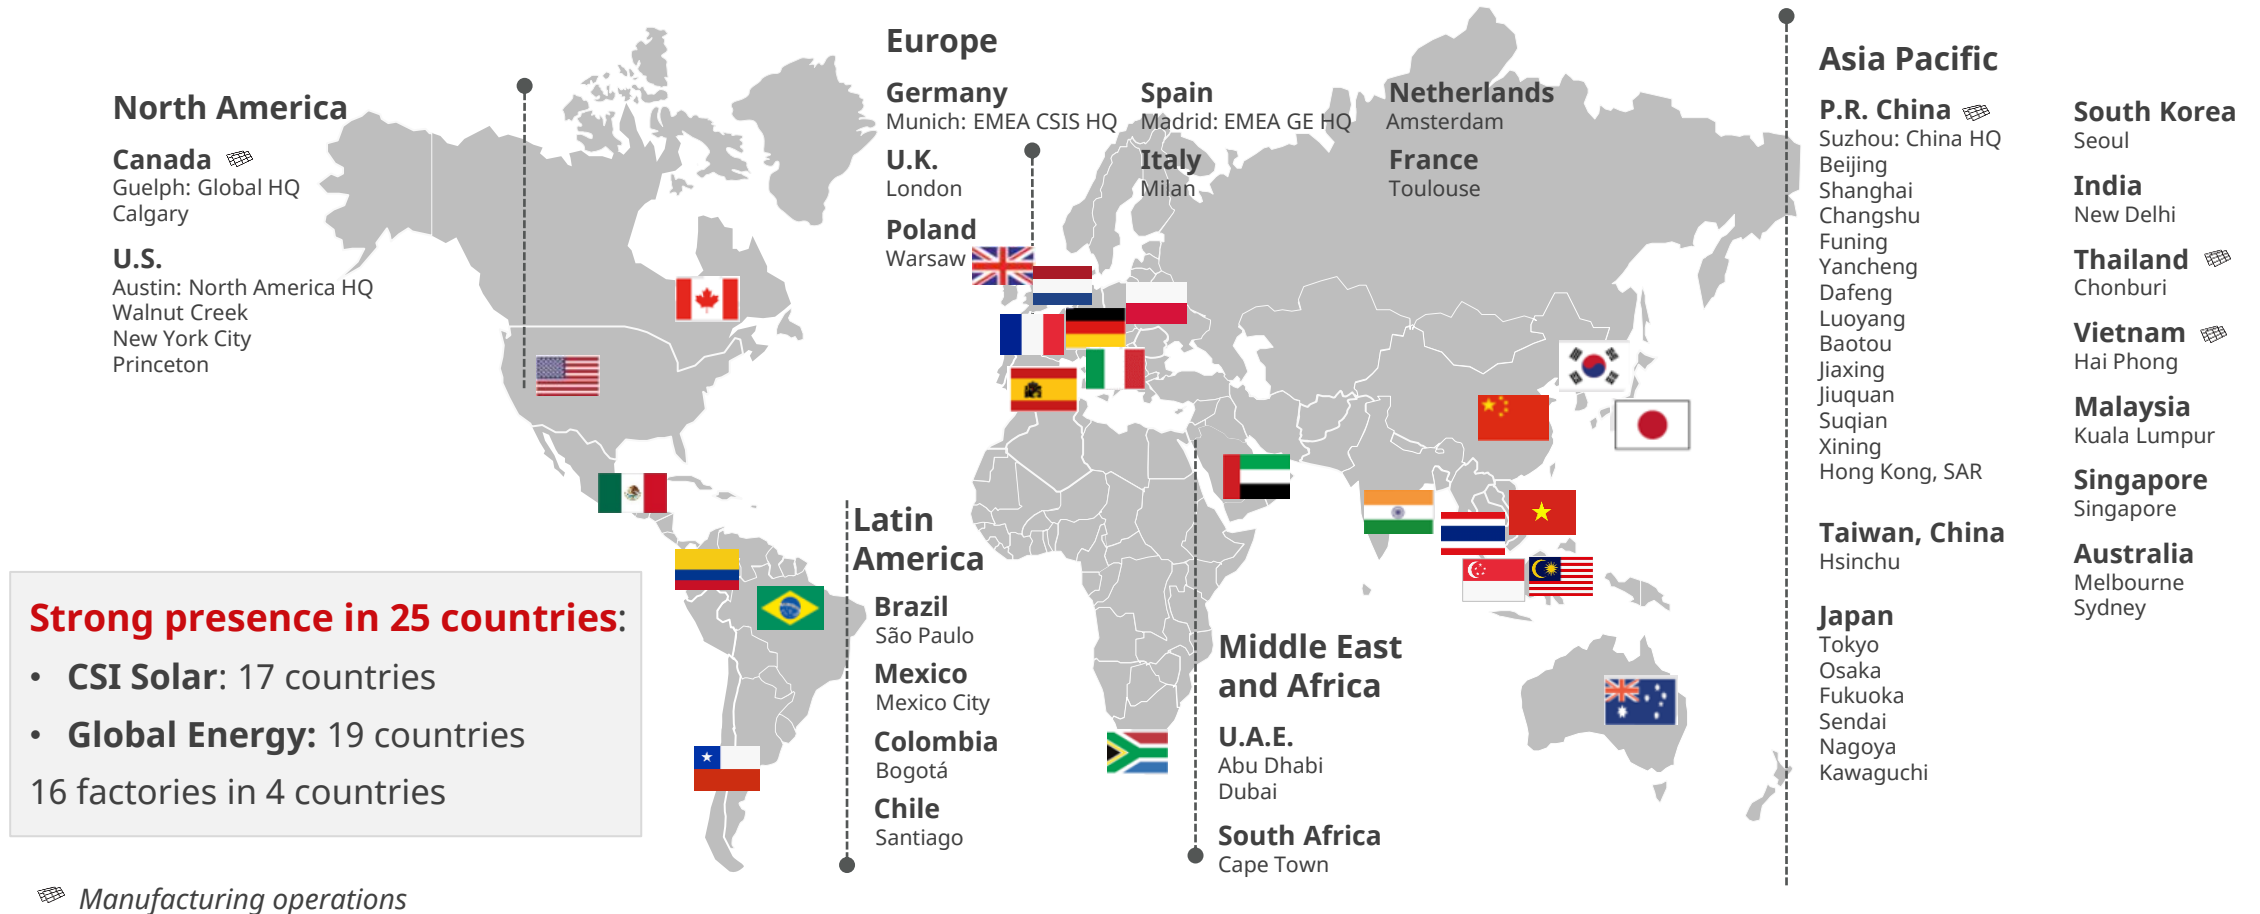 North America
Canada
Guelph: Global HQ
Calgary
U.S.
Austin: North America HQ
Walnut Creek
New York City
Princeton
Europe
Germany
Munich: EMEA CSIS HQ
U.K.
London
Poland
Warsaw
Spain
Madrid: EMEA GE HQ
Italy
Milan
Netherlands
Amsterdam
France
Toulouse
Latin
America
Brazil
São Paulo
Mexico
Mexico City
Colombia
Bogotá
Chile
Santiago
Middle East
and Africa
U.A.E.
Abu Dhabi
Dubai
South Africa
Cape Town
Asia Pacific
P.R. China
Suzhou: China HQ
Beijing
Shanghai
Changshu
Funing
Yancheng
Dafeng
Luoyang
Baotou
Jiaxing
Jiuquan
Suqian
Xining
Hong Kong, SAR
Taiwan, China
Hsinchu
Japan
Tokyo
Osaka
Fukuoka
Sendai
Nagoya
Kawaguchi
South Korea
Seoul
India
New Delhi
Thailand
Chonburi
Vietnam
Hai Phong
Malaysia
Kuala Lumpur
Singapore
Singapore
Australia
Melbourne
Sydney
Strong presence in 25 countries:
• CSI Solar: 17 countries
• Global Energy: 19 countries
16 factories in 4 countries
Manufacturing operations